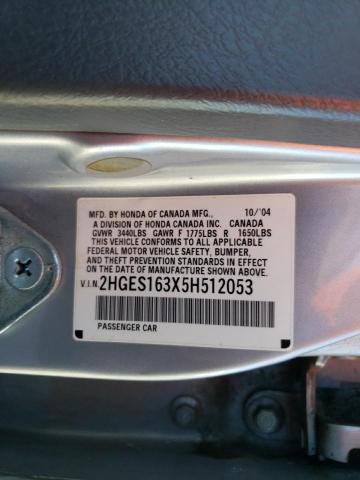 MFD. BY HONDA OF CANADA MFG., 10/'04
A DIVISION OF HONDA CANADA INC. CANADA
GVWR 3440LBS GAWR F 1775LBS R 1650LBS
THIS VEHICLE CONFORMS TO ALL APPLICABLE
FEDERAL MOTOR VEHICLE SAFETY, BUMPER,
AND THEFT PREVENTION STANDARDS IN EFFECT
ON THE DATE OF MANUFACTURE SHOWN ABOVE.
V.I.N. 2HGES163X5H512053
PASSENGER CAR